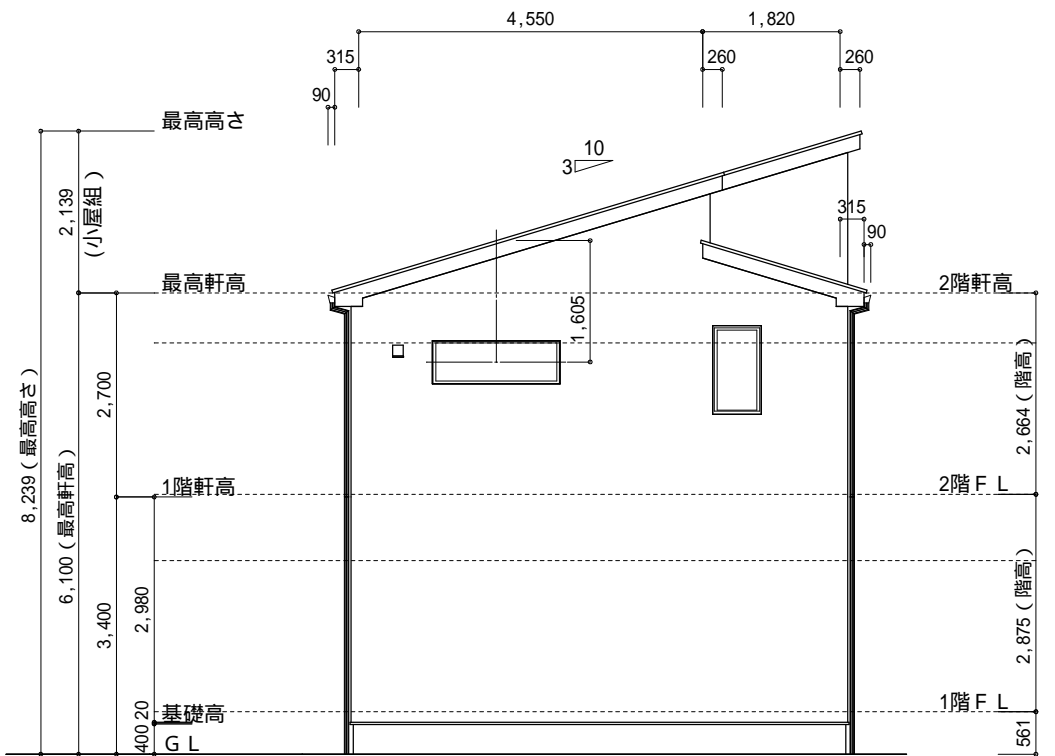 4,550
1,820
315
260
260
90
最高高さ
10
3
2,139
(小屋組)
315
90
最高軒高
2階軒高
1,605
2,700
2,664(階高)
8,239(最高高さ)
6,100(最高軒高)
1階軒高
2階FL
2,980
3,400
2,875(階高)
基礎高
1階FL
20
400
GL
561